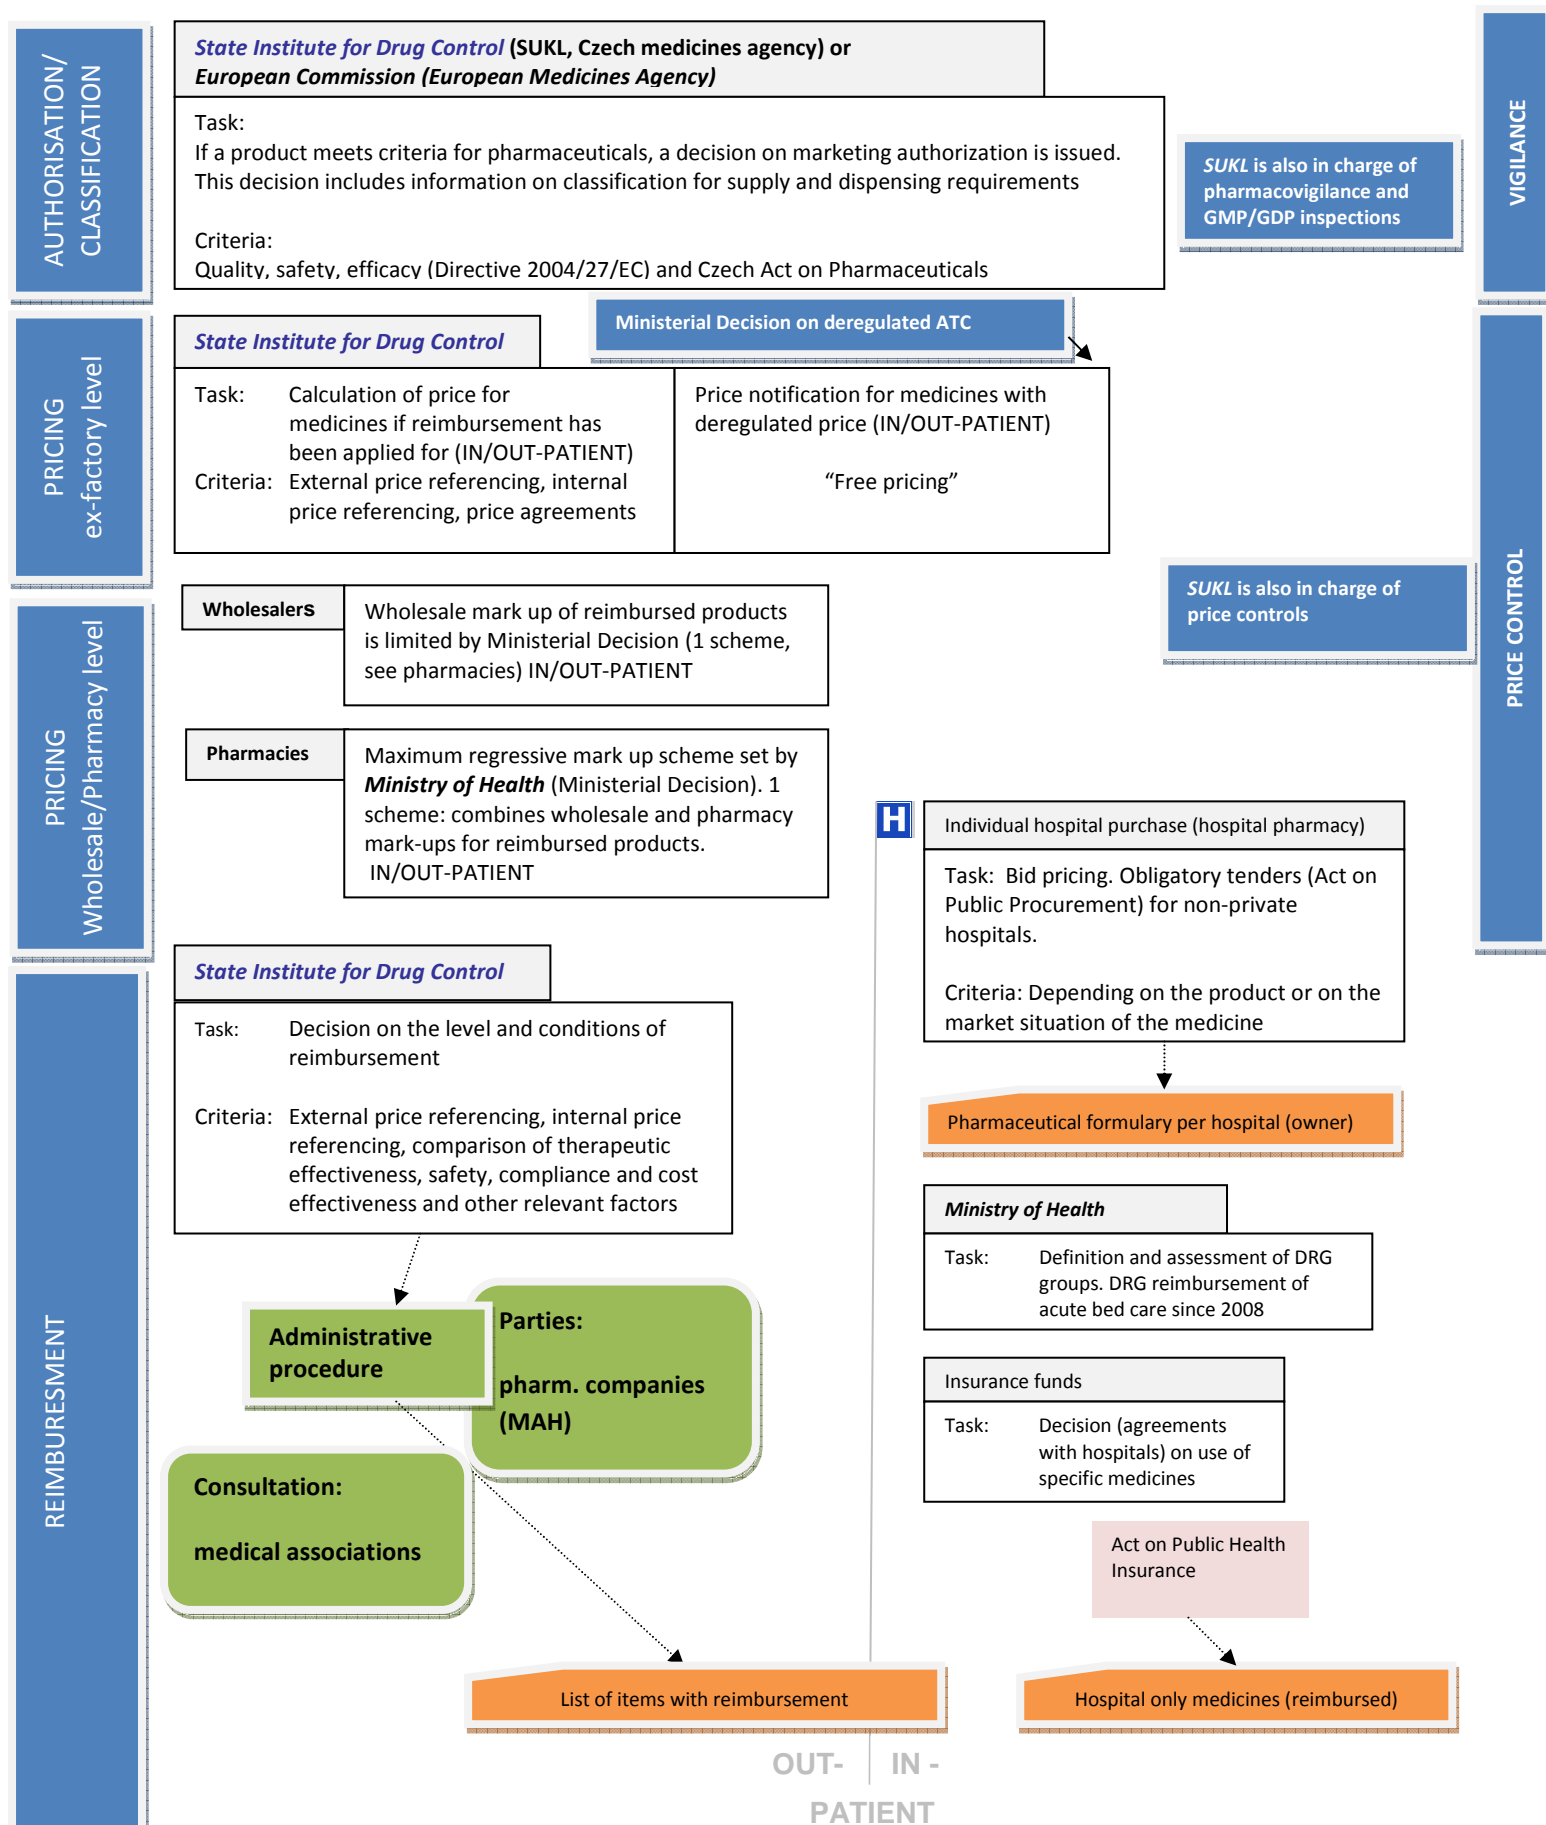 AUTHORISATION/
CLASSIFICATION
State Institute for Drug Control (SUKL, Czech medicines agency) or
European Commission (European Medicines Agency)
Task:
If a product meets criteria for pharmaceuticals, a decision on marketing authorization is issued.
This decision includes information on classification for supply and dispensing requirements
Criteria:
Quality, safety, efficacy (Directive 2004/27/EC) and Czech Act on Pharmaceuticals
SUKL is also in charge of
pharmacovigilance and
GMP/GDP inspections
VIGILANCE
PRICING
ex-factory level
State Institute for Drug Control
Ministerial Decision on deregulated ATC
Task: Calculation of price for
medicines if reimbursement has
been applied for (IN/OUT-PATIENT)
Criteria: External price referencing, internal
price referencing, price agreements
Price notification for medicines with
deregulated price (IN/OUT-PATIENT)
“Free pricing”
PRICE CONTROL
SUKL is also in charge of
price controls
PRICING
Wholesale/Pharmacy level
Wholesalers
Wholesale mark up of reimbursed products
is limited by Ministerial Decision (1 scheme,
see pharmacies) IN/OUT-PATIENT
Pharmacies
Maximum regressive mark up scheme set by
Ministry of Health (Ministerial Decision). 1
scheme: combines wholesale and pharmacy
mark-ups for reimbursed products.
IN/OUT-PATIENT
H
Individual hospital purchase (hospital pharmacy)
Task: Bid pricing. Obligatory tenders (Act on
Public Procurement) for non-private
hospitals.
Criteria: Depending on the product or on the
market situation of the medicine
Pharmaceutical formulary per hospital (owner)
REIMBURESMENT
State Institute for Drug Control
Task: Decision on the level and conditions of
reimbursement
Criteria: External price referencing, internal price
referencing, comparison of therapeutic
effectiveness, safety, compliance and cost
effectiveness and other relevant factors
Ministry of Health
Task: Definition and assessment of DRG
groups. DRG reimbursement of
acute bed care since 2008
Administrative
procedure
Parties:
pharm. companies
(MAH)
Consultation:
medical associations
Insurance funds
Task: Decision (agreements
with hospitals) on use of
specific medicines
Act on Public Health
Insurance
List of items with reimbursement
Hospital only medicines (reimbursed)
OUT- IN -
PATIENT